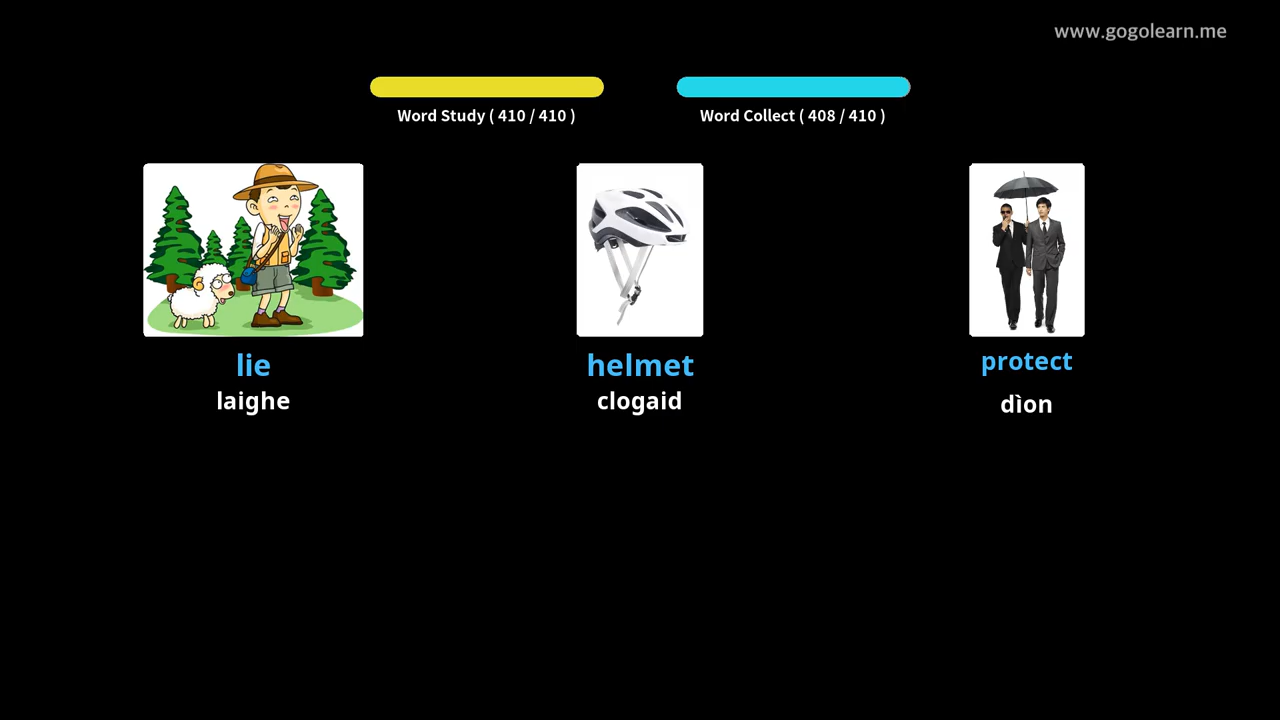 www.gogolearn.me
Word Study ( 410 / 410 )
Word Collect ( 408 / 410 )
lie
laighe
helmet
clogaid
protect
dìon